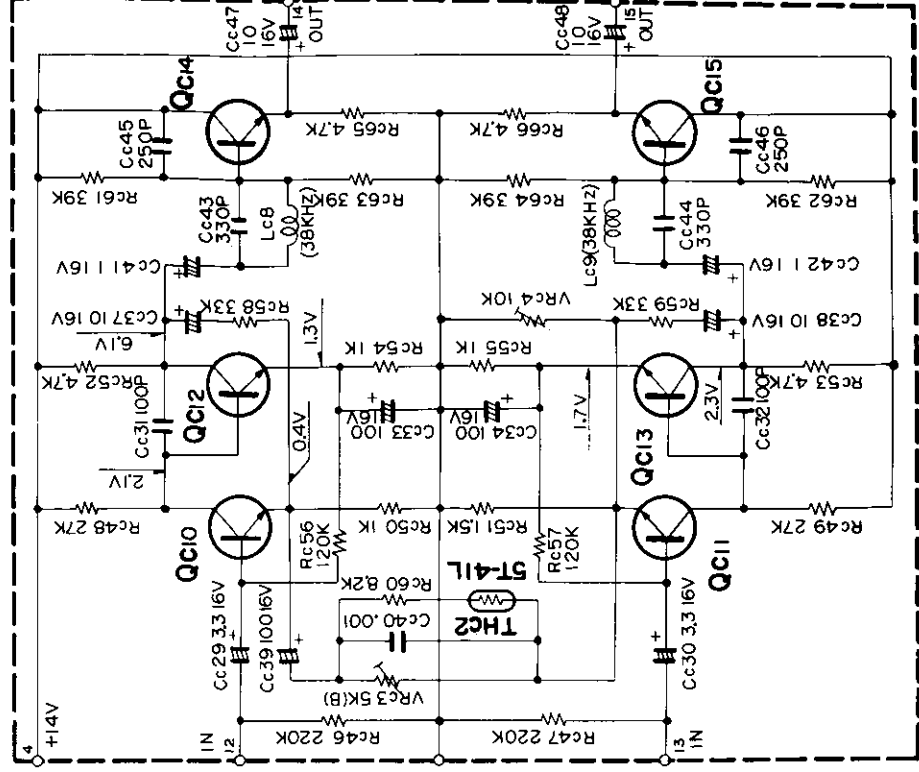 Cc47
10
16V
+
14
OUT
Cc48
10
16V
+
15
OUT
QC14
QC15
Cc45
250P
Rc65 4.7K
Rc66 4.7K
Cc46
250P
Rc61 39K
Cc43
330P
Lc8
(38KHz)
Rc63 39K
Rc64 39K
Lc9(38KHz)
Cc44
330P
Rc62 39K
Cc41 1 16V
+
Cc42 1 16V
+
Cc37 10 16V
+
Rc58 33K
VRc4 10K
Rc59 33K
Cc38 10 16V
+
6.1V
1.3V
Rc52 4.7K
Rc54 1K
Rc55 1K
Rc53 4.7K
QC12
QC13
1.7V
2.3V
Cc31 100P
Cc33 100
16V
+
Cc34 100
16V
+
Cc32 100P
2.1V
0.4V
Rc48 27K
Rc50 1K
Rc51 1.5K
Rc49 27K
QC10
QC11
Rc56
120K
Rc57
120K
Rc60 8.2K
5T-41L
THc2
Cc40 .001
Cc29 3.3 16V
+
Cc39 100 16V
+
Cc30 3.3 16V
+
VRc3 5K(B)
Rc46 220K
Rc47 220K
4
+14V
IN
12
13
IN